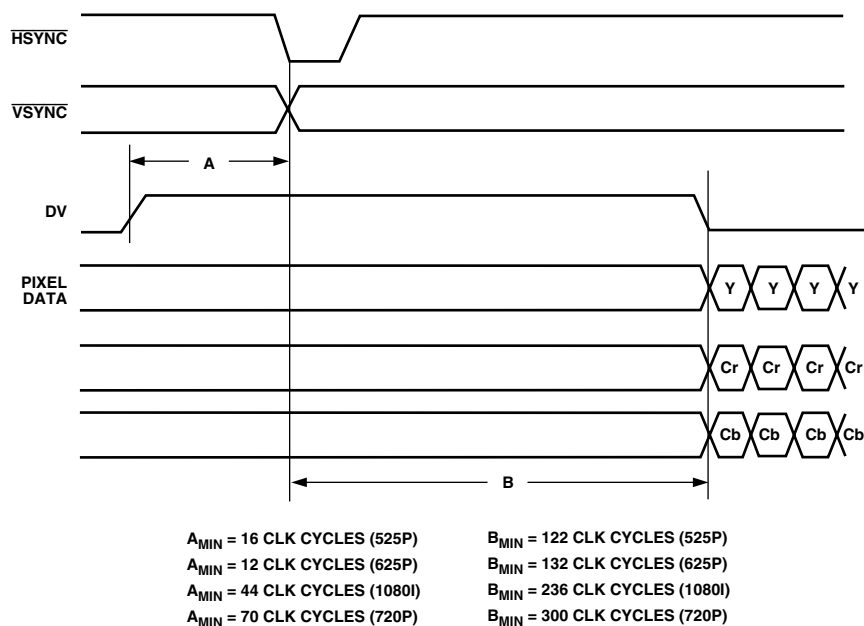 HSYNC
VSYNC
A
DV
PIXEL
DATA
Y Y Y Y
Cr Cr Cr Cr
Cb Cb Cb Cb
B
AMIN = 16 CLK CYCLES (525P)
AMIN = 12 CLK CYCLES (625P)
AMIN = 44 CLK CYCLES (1080I)
AMIN = 70 CLK CYCLES (720P)
BMIN = 122 CLK CYCLES (525P)
BMIN = 132 CLK CYCLES (625P)
BMIN = 236 CLK CYCLES (1080I)
BMIN = 300 CLK CYCLES (720P)